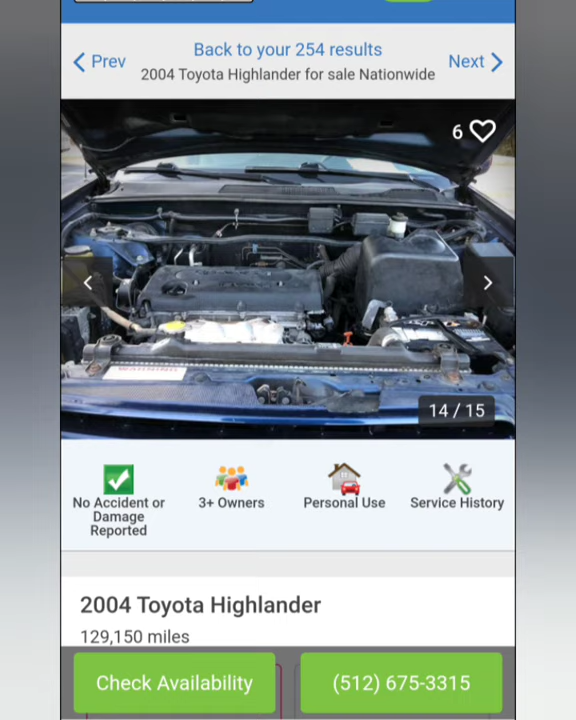 Back to your 254 results
Prev
Next
2004 Toyota Highlander for sale Nationwide
6
14 / 15
No Accident or
Damage
Reported
3+ Owners
Personal Use
Service History
2004 Toyota Highlander
129,150 miles
Check Availability
(512) 675-3315